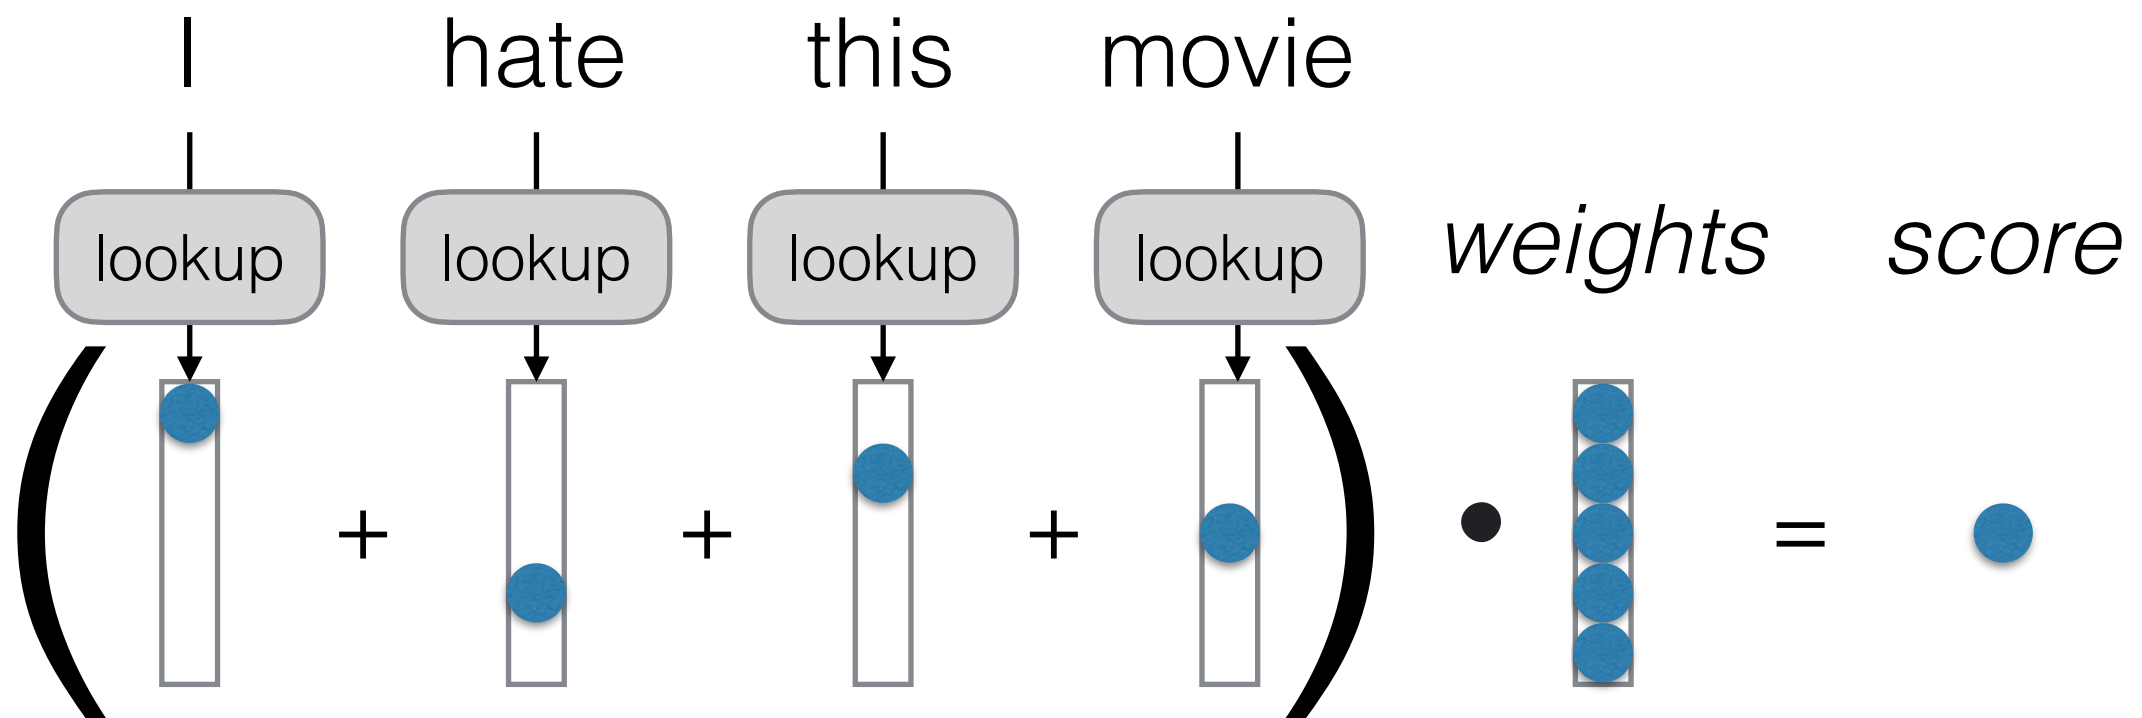 I hate this movie
lookup lookup lookup lookup weights score
( + + + ) • =